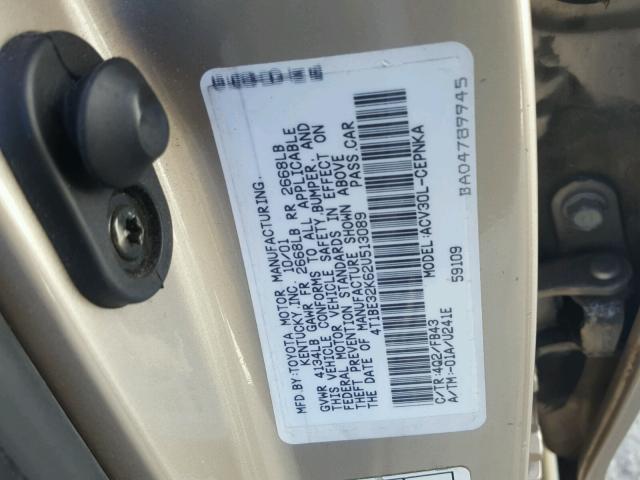 MFD.BY:TOYOTA MOTOR MANUFACTURING.
KENTUCKY INC. 10/01
GVWR 4134LB GAWR FR 2668LB RR 2668LB
THIS VEHICLE CONFORMS TO ALL APPLICABLE
FEDERAL MOTOR VEHICLE SAFETY, BUMPER, AND
THEFT PREVENTION STANDARDS IN EFFECT ON
THE DATE OF MANUFACTURE SHOWN ABOVE
4T1BE32K62U513089 PASS.CAR
MODEL:ACV30L-CEPNKA
C/TR:4Q2/FB43 59109
A/TM:-01A/U241E
BA04789945